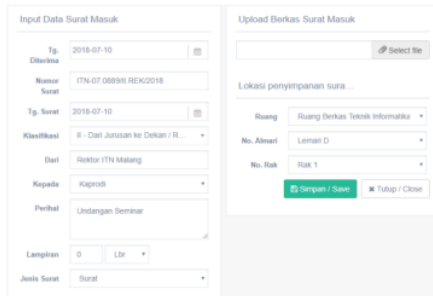 Input Data Surat Masuk
Tg. Diterima 2018-07-10
Nomor Surat ITN-07.0889/II.REK/2018
Tg. Surat 2018-07-10
Klasifikasi II - Dari Jurusan ke Dekan / R...
Dari Rektor ITN Malang
Kepada Kaprodi
Perihal Undangan Seminar
Lampiran 0 Lbr
Jenis Surat Surat
Upload Berkas Surat Masuk
Select file
Lokasi penyimpanan sura...
Ruang Ruang Berkas Teknik Informatika
No. Almari Lemari D
No. Rak Rak 1
Simpan / Save Tutup / Close